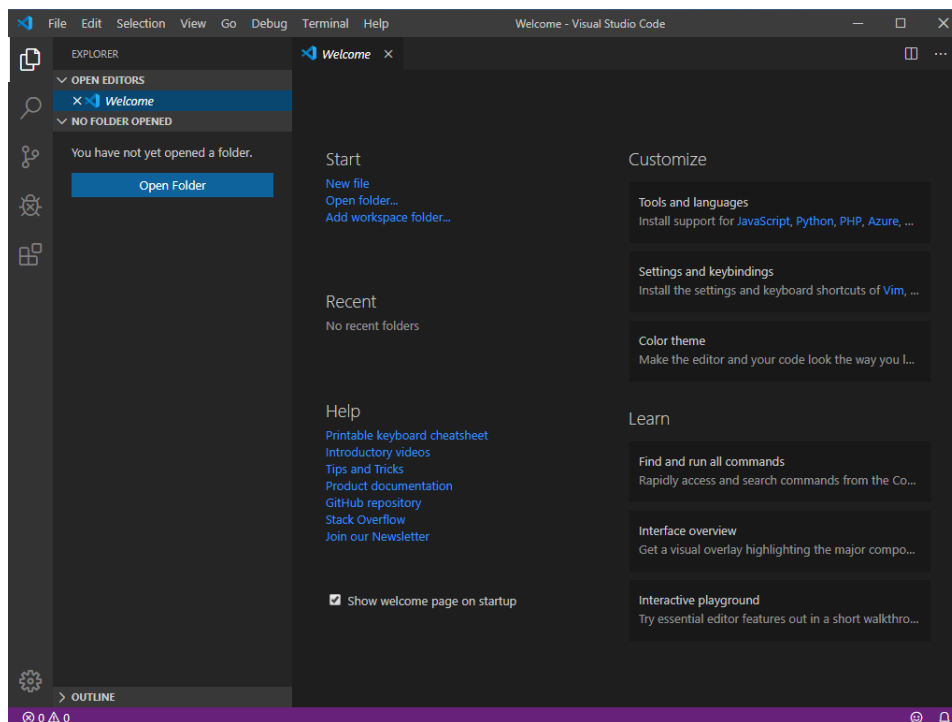 File Edit Selection View Go Debug Terminal Help Welcome - Visual Studio Code
EXPLORER
OPEN EDITORS
Welcome
NO FOLDER OPENED
You have not yet opened a folder.
Open Folder
OUTLINE
Welcome
Start
New file
Open folder...
Add workspace folder...
Recent
No recent folders
Help
Printable keyboard cheatsheet
Introductory videos
Tips and Tricks
Product documentation
GitHub repository
Stack Overflow
Join our Newsletter
Show welcome page on startup
Customize
Tools and languages
Install support for JavaScript, Python, PHP, Azure, ...
Settings and keybindings
Install the settings and keyboard shortcuts of Vim, ...
Color theme
Make the editor and your code look the way you l...
Learn
Find and run all commands
Rapidly access and search commands from the Co...
Interface overview
Get a visual overlay highlighting the major compo...
Interactive playground
Try essential editor features out in a short walkthro...
0 0